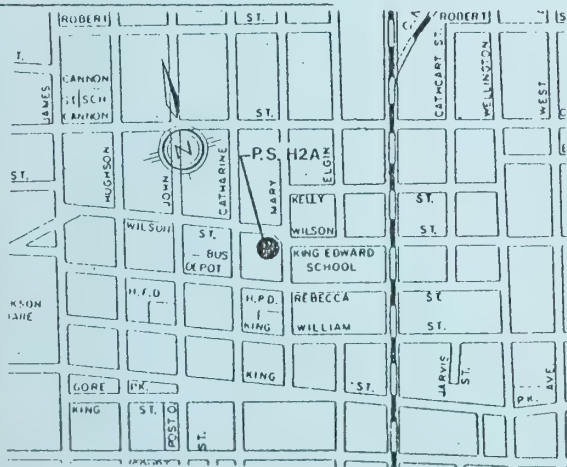 ROBERT
ST.
ROBERT
T.
CANNON
ST. SCH
CANNON
ST.
JAMES
HUGHSON
JOHN
CATHARINE
MARY
ELGIN
CATHCART ST.
WELLINGTON
WEST
N
P.S. H2A
ST.
KELLY
ST.
WILSON
ST.
WILSON
ST.
BUS
DEPOT
KING EDWARD
SCHOOL
H.F.D
H.P.D.
REBECCA
ST.
KING
WILLIAM
ST.
KSON
ARE
KING
ST.
JARVIS
ST.
GORE
PK.
PK.
AVE.
KING
ST.
POST O.
ST.